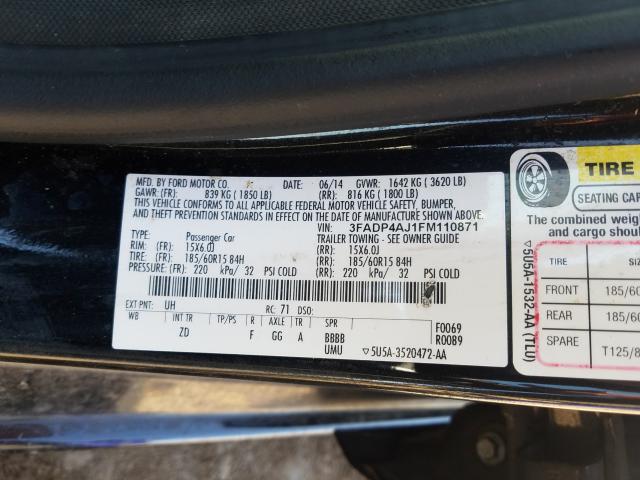 MFD. BY FORD MOTOR CO. DATE: 06/14 GVWR: 1642 KG ( 3620 LB)
GAWR: (FR): 839 KG ( 1850 LB) (RR): 816 KG ( 1800 LB)
THIS VEHICLE CONFORMS TO ALL APPLICABLE FEDERAL MOTOR VEHICLE SAFETY, BUMPER,
AND THEFT PREVENTION STANDARDS IN EFFECT ON THE DATE OF MANUFACTURE SHOWN ABOVE.
VIN: 3FADP4AJ1FM110871
TYPE: Passenger Car TRAILER TOWING - SEE OWNER GUIDE
RIM: (FR): 15X6.0J (RR): 15X6.0J
TIRE: (FR): 185/60R15 84H (RR): 185/60R15 84H
PRESSURE: (FR): 220 kPa/ 32 PSI COLD (RR): 220 kPa/ 32 PSI COLD
EXT PNT: UH RC: 71 DSO:
WB INT TR TP/PS R AXLE TR SPR F0069
ZD F GG A BBBB R0089
UMU ▽5U5A-3520472-AA
TIRE
SEATING CAPA
The combined weight
and cargo shou
TIRE SIZE
FRONT 185/60
REAR 185/60
SPARE T125/8
▽5U5A-1532-AA (TLU)